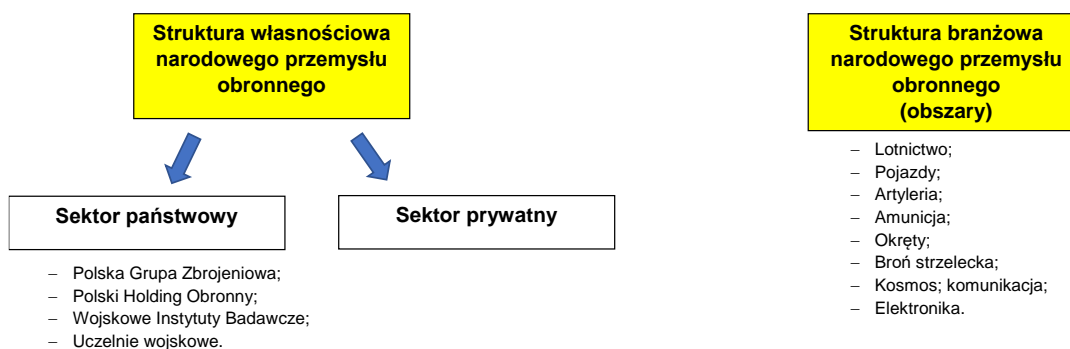 Struktura własnościowa
narodowego przemysłu
obronnego
Sektor państwowy
– Polska Grupa Zbrojeniowa;
– Polski Holding Obronny;
– Wojskowe Instytuty Badawcze;
– Uczelnie wojskowe.
Sektor prywatny
Struktura branżowa
narodowego przemysłu
obronnego
(obszary)
– Lotnictwo;
– Pojazdy;
– Artyleria;
– Amunicja;
– Okręty;
– Broń strzelecka;
– Kosmos; komunikacja;
– Elektronika.